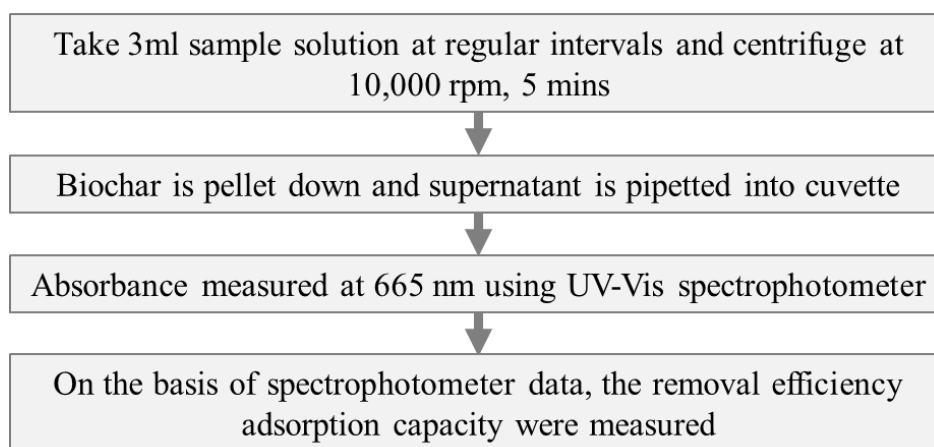 Take 3ml sample solution at regular intervals and centrifuge at
10,000 rpm, 5 mins
Biochar is pellet down and supernatant is pipetted into cuvette
Absorbance measured at 665 nm using UV-Vis spectrophotometer
On the basis of spectrophotometer data, the removal efficiency
adsorption capacity were measured